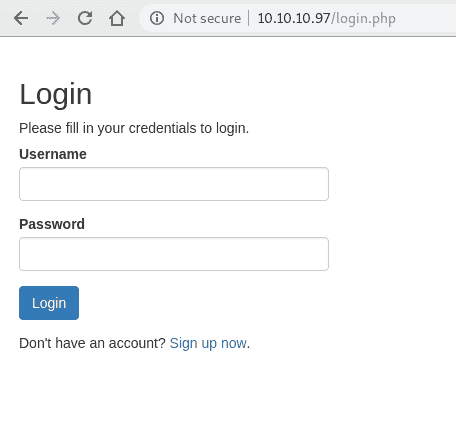 Not secure 10.10.10.97/login.php
Login
Please fill in your credentials to login.
Username
Password
Login
Don't have an account? Sign up now.